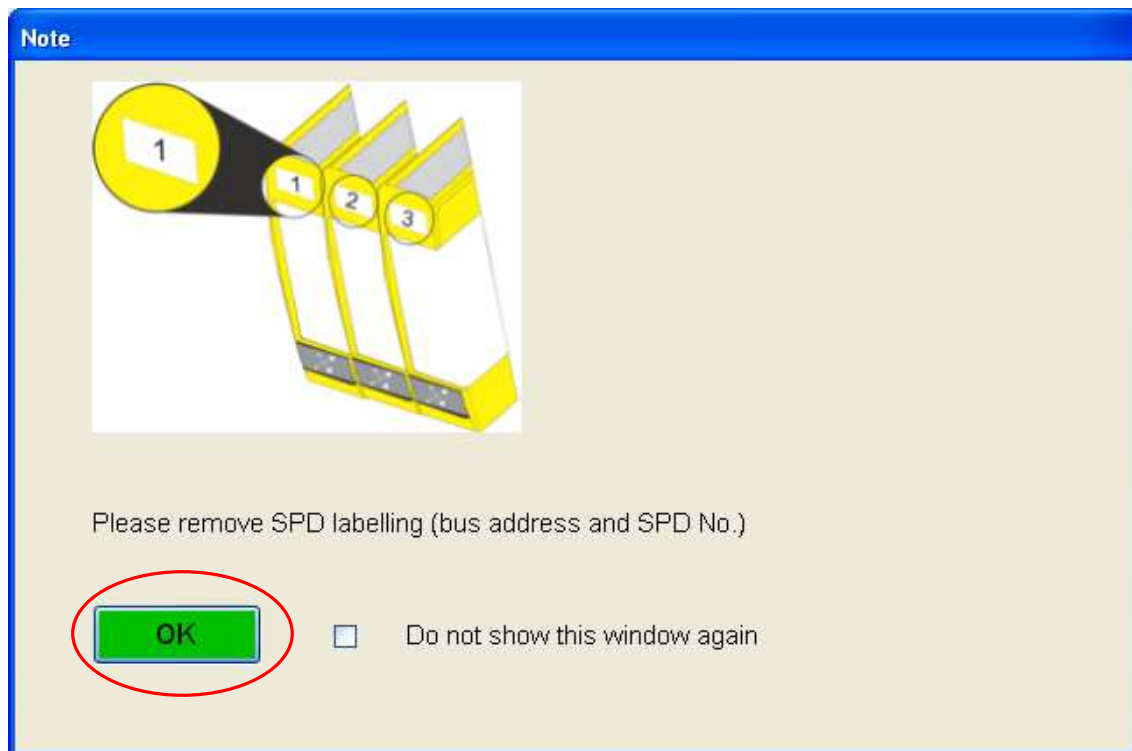 Note
1
1
2
3
Please remove SPD labelling (bus address and SPD No.)
OK
Do not show this window again